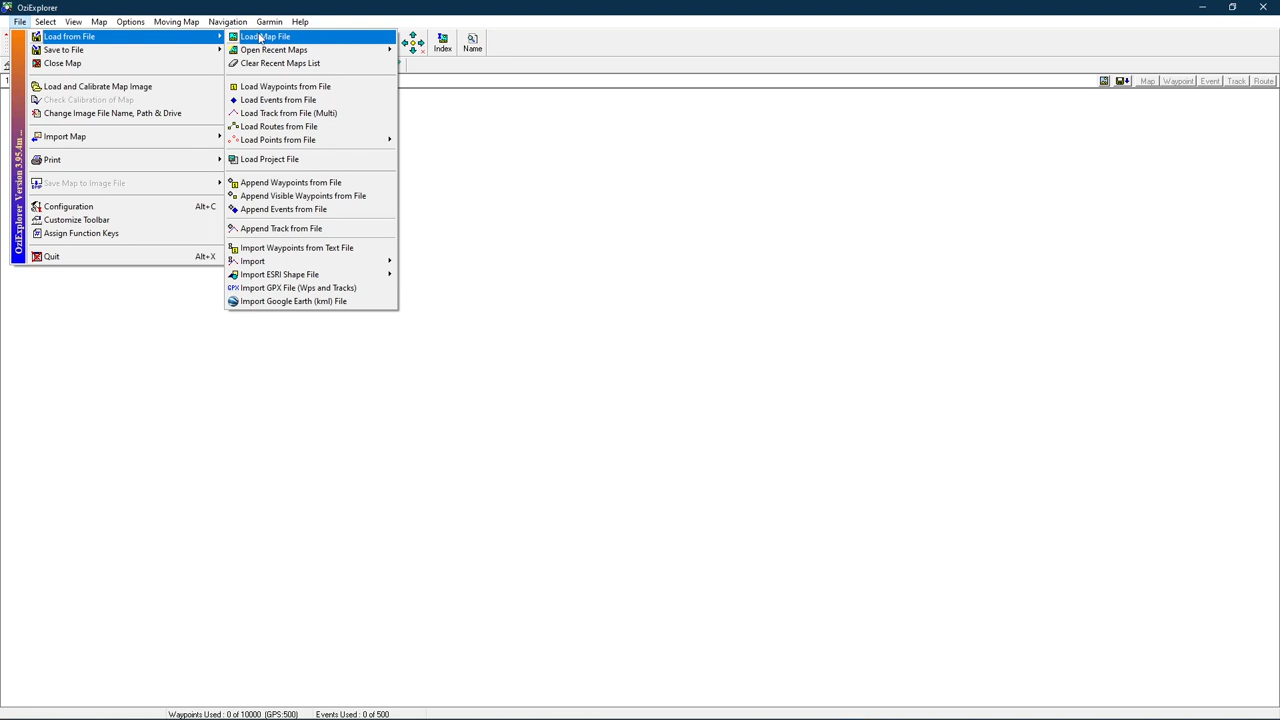 OziExplorer
File Select View Map Options Moving Map Navigation Garmin Help
Load from File
Save to File
Close Map
Load and Calibrate Map Image
Check Calibration of Map
Change Image File Name, Path & Drive
Import Map
Print
Save Map to Image File
Configuration Alt+C
Customize Toolbar
Assign Function Keys
Quit Alt+X
OziExplorer Version 3.95.4m ...
Load Map File
Open Recent Maps
Clear Recent Maps List
Load Waypoints from File
Load Events from File
Load Track from File (Multi)
Load Routes from File
Load Points from File
Load Project File
Append Waypoints from File
Append Visible Waypoints from File
Append Events from File
Append Track from File
Import Waypoints from Text File
Import
Import ESRI Shape File
GPX Import GPX File (Wps and Tracks)
Import Google Earth (kml) File
Index Name
Map Waypoint Event Track Route
Waypoints Used : 0 of 10000 (GPS:500) Events Used : 0 of 500